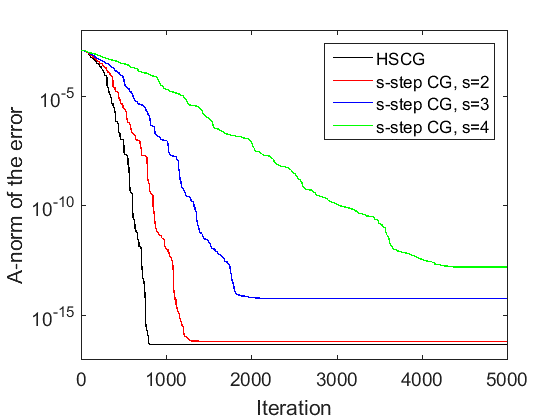 HSCG
s-step CG, s=2
s-step CG, s=3
s-step CG, s=4
A-norm of the error
10^-5
10^-10
10^-15
0 1000 2000 3000 4000 5000
Iteration